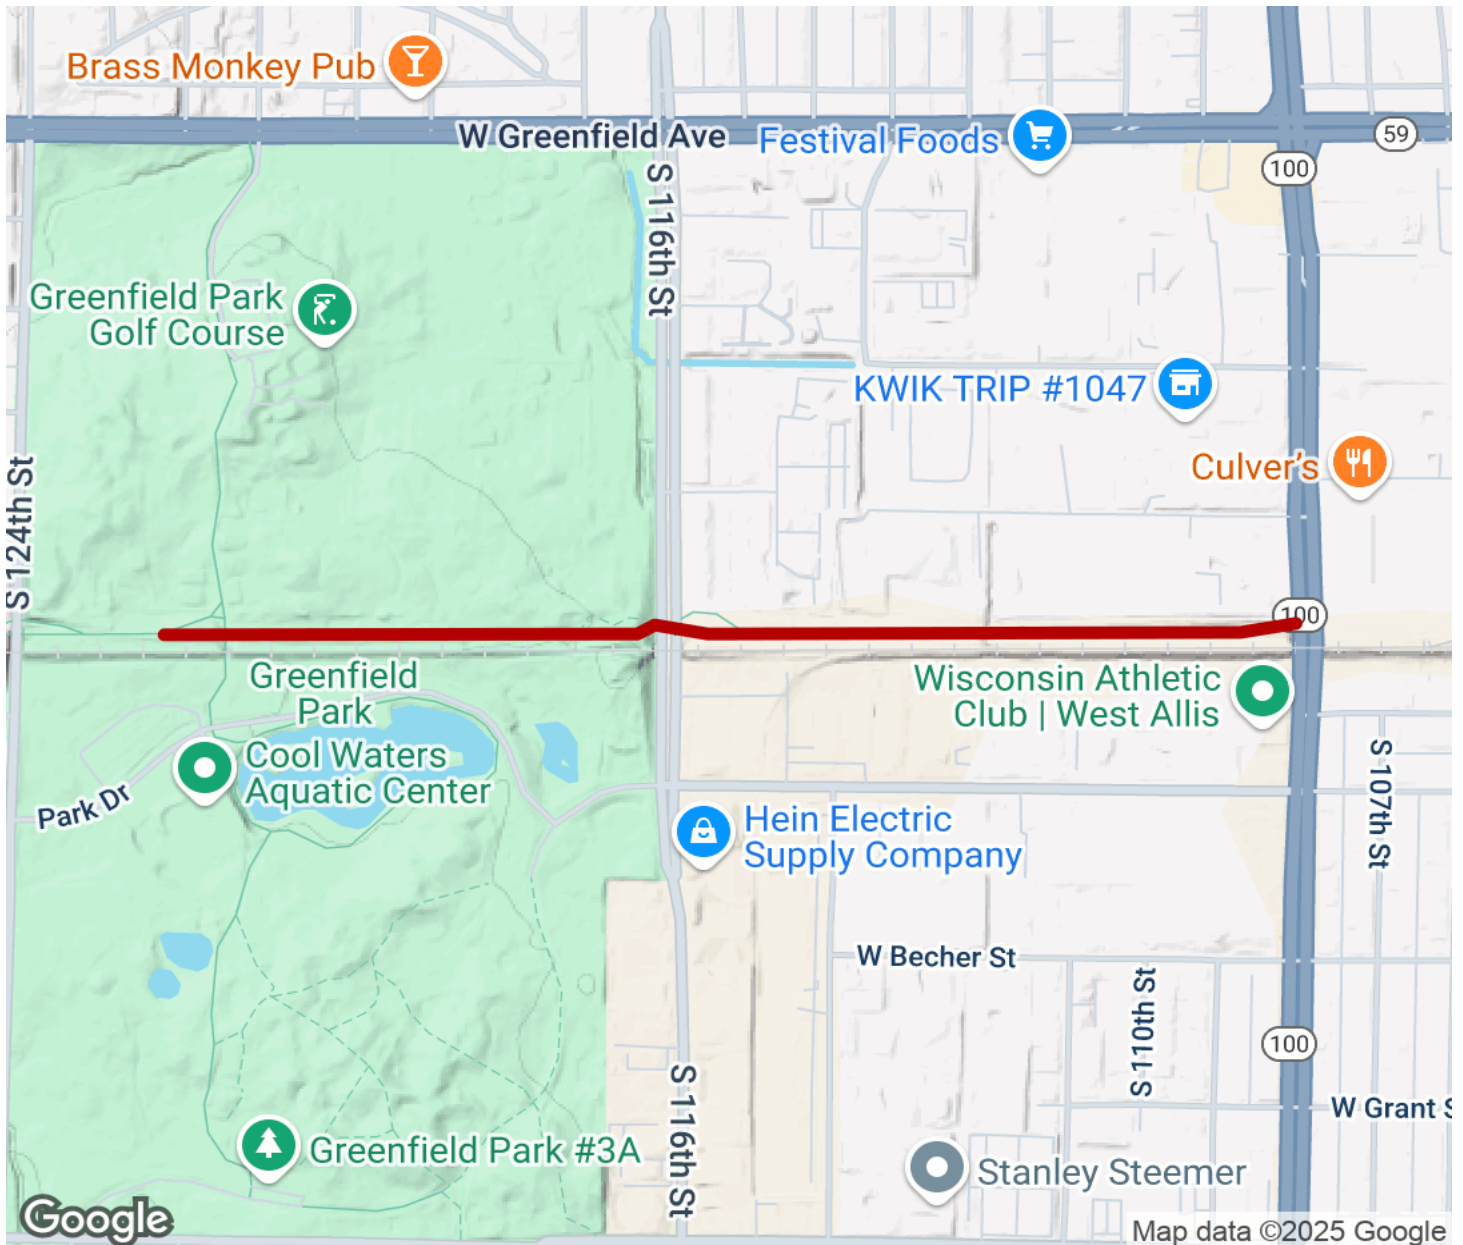 Brass Monkey Pub
W Greenfield Ave
Festival Foods
59
100
S 116th St
Greenfield Park
Golf Course
KWIK TRIP #1047
Culver's
S 124th St
100
Greenfield
Park
Wisconsin Athletic
Club | West Allis
Cool Waters
Aquatic Center
Park Dr
S 107th St
Hein Electric
Supply Company
W Becher St
S 110th St
100
S 116th St
W Grant S
Greenfield Park #3A
Stanley Steemer
Google
Map data ©2025 Google